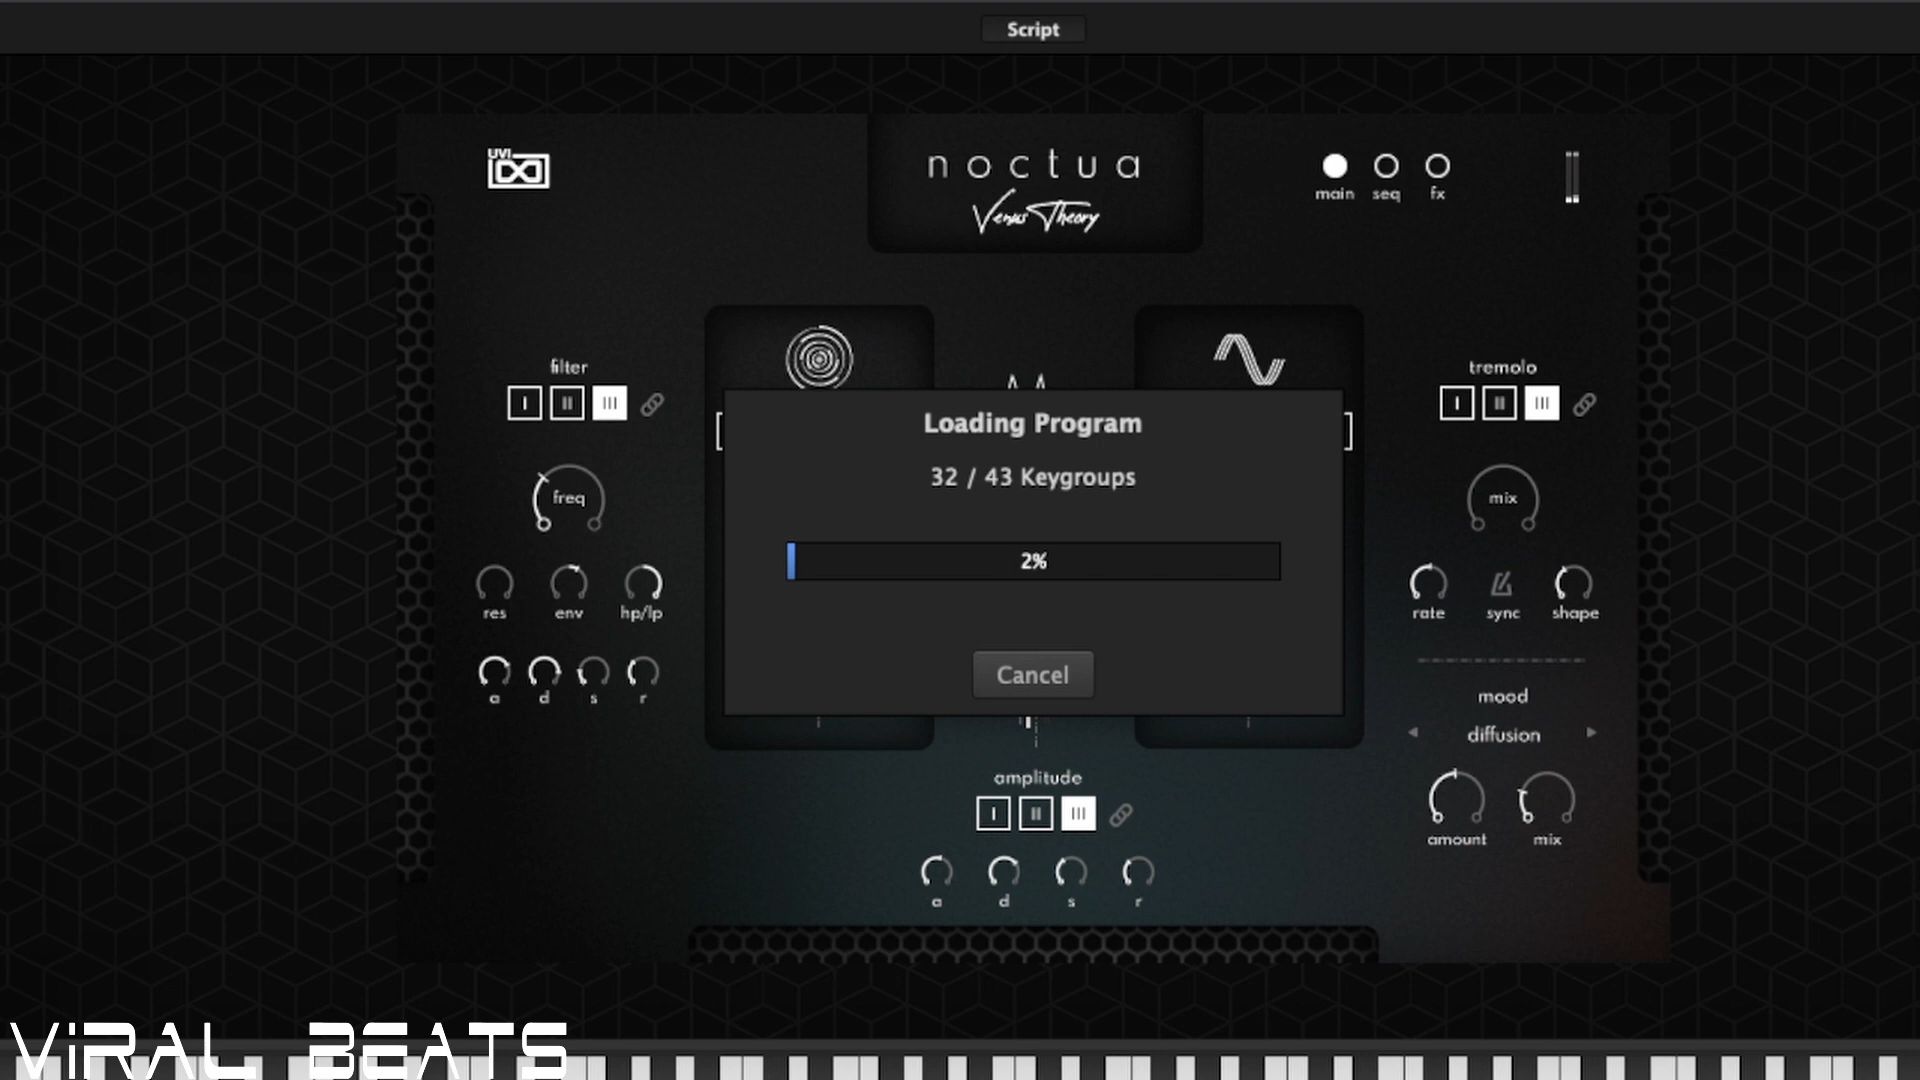 Script
UVI
noctua
Venus Theory
main seq fx
filter
I II III
freq
res env hp/lp
a d s r
Loading Program
32 / 43 Keygroups
2%
Cancel
amplitude
I II III
a d s r
tremolo
I II III
mix
rate sync shape
mood
diffusion
amount mix
ViRAL BEATS